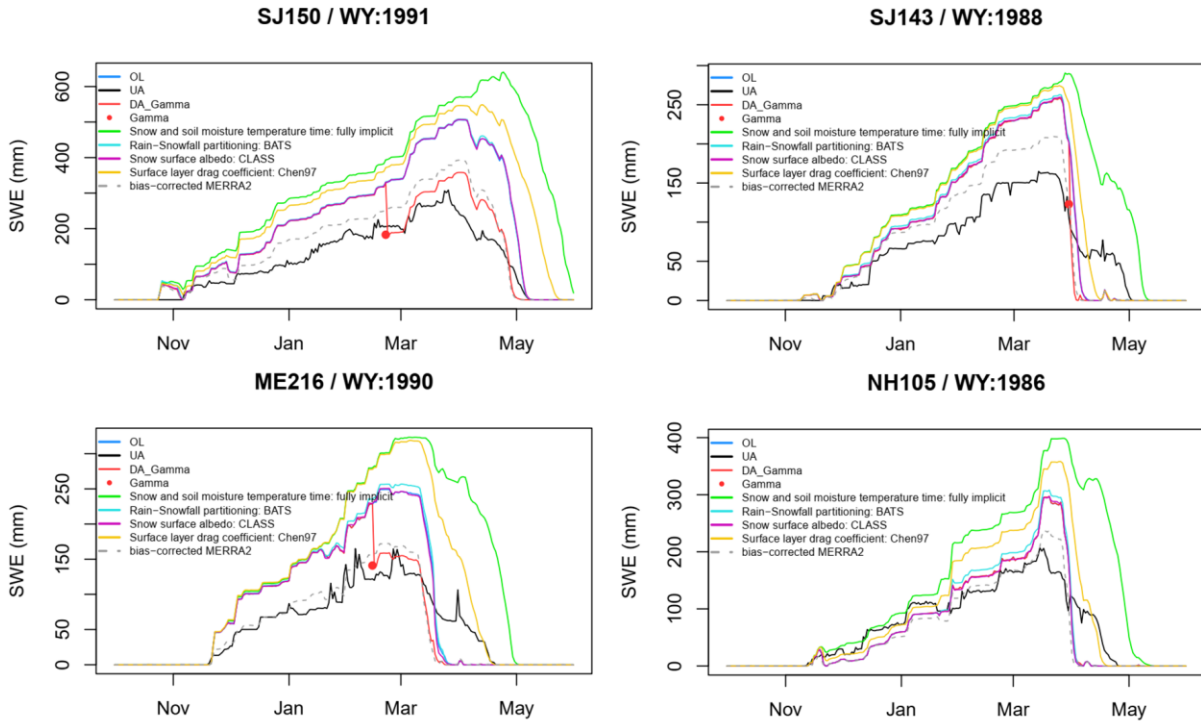 SJ150 / WY:1991
SWE (mm)
600
400
200
0
OL
UA
DA_Gamma
Gamma
Snow and soil moisture temperature time: fully implicit
Rain−Snowfall partitioning: BATS
Snow surface albedo: CLASS
Surface layer drag coefficient: Chen97
bias−corrected MERRA2
Nov Jan Mar May
SJ143 / WY:1988
SWE (mm)
250
150
50
0
OL
UA
DA_Gamma
Gamma
Snow and soil moisture temperature time: fully implicit
Rain−Snowfall partitioning: BATS
Snow surface albedo: CLASS
Surface layer drag coefficient: Chen97
bias−corrected MERRA2
Nov Jan Mar May
ME216 / WY:1990
SWE (mm)
250
150
50
0
OL
UA
DA_Gamma
Gamma
Snow and soil moisture temperature time: fully implicit
Rain−Snowfall partitioning: BATS
Snow surface albedo: CLASS
Surface layer drag coefficient: Chen97
bias−corrected MERRA2
Nov Jan Mar May
NH105 / WY:1986
SWE (mm)
400
300
200
100
0
OL
UA
DA_Gamma
Gamma
Snow and soil moisture temperature time: fully implicit
Rain−Snowfall partitioning: BATS
Snow surface albedo: CLASS
Surface layer drag coefficient: Chen97
bias−corrected MERRA2
Nov Jan Mar May